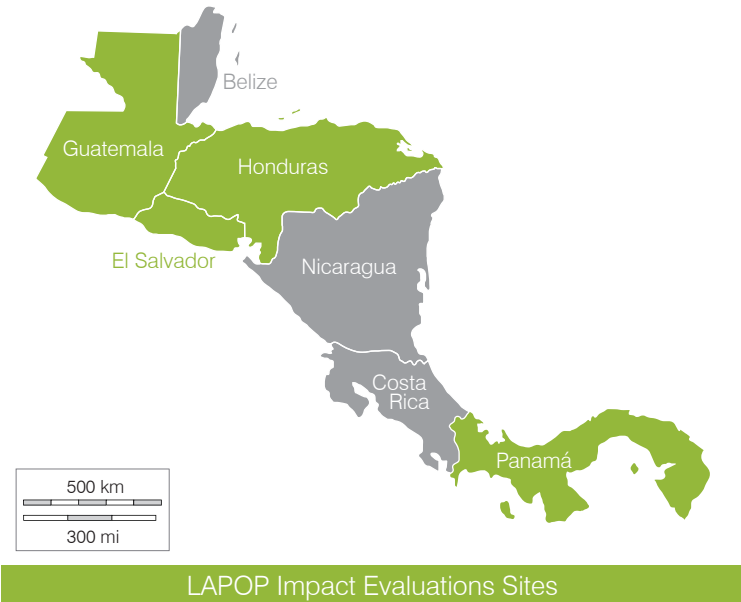 Belize
Guatemala
Honduras
El Salvador
Nicaragua
Costa
Rica
Panamá
500 km
300 mi
LAPOP Impact Evaluations Sites